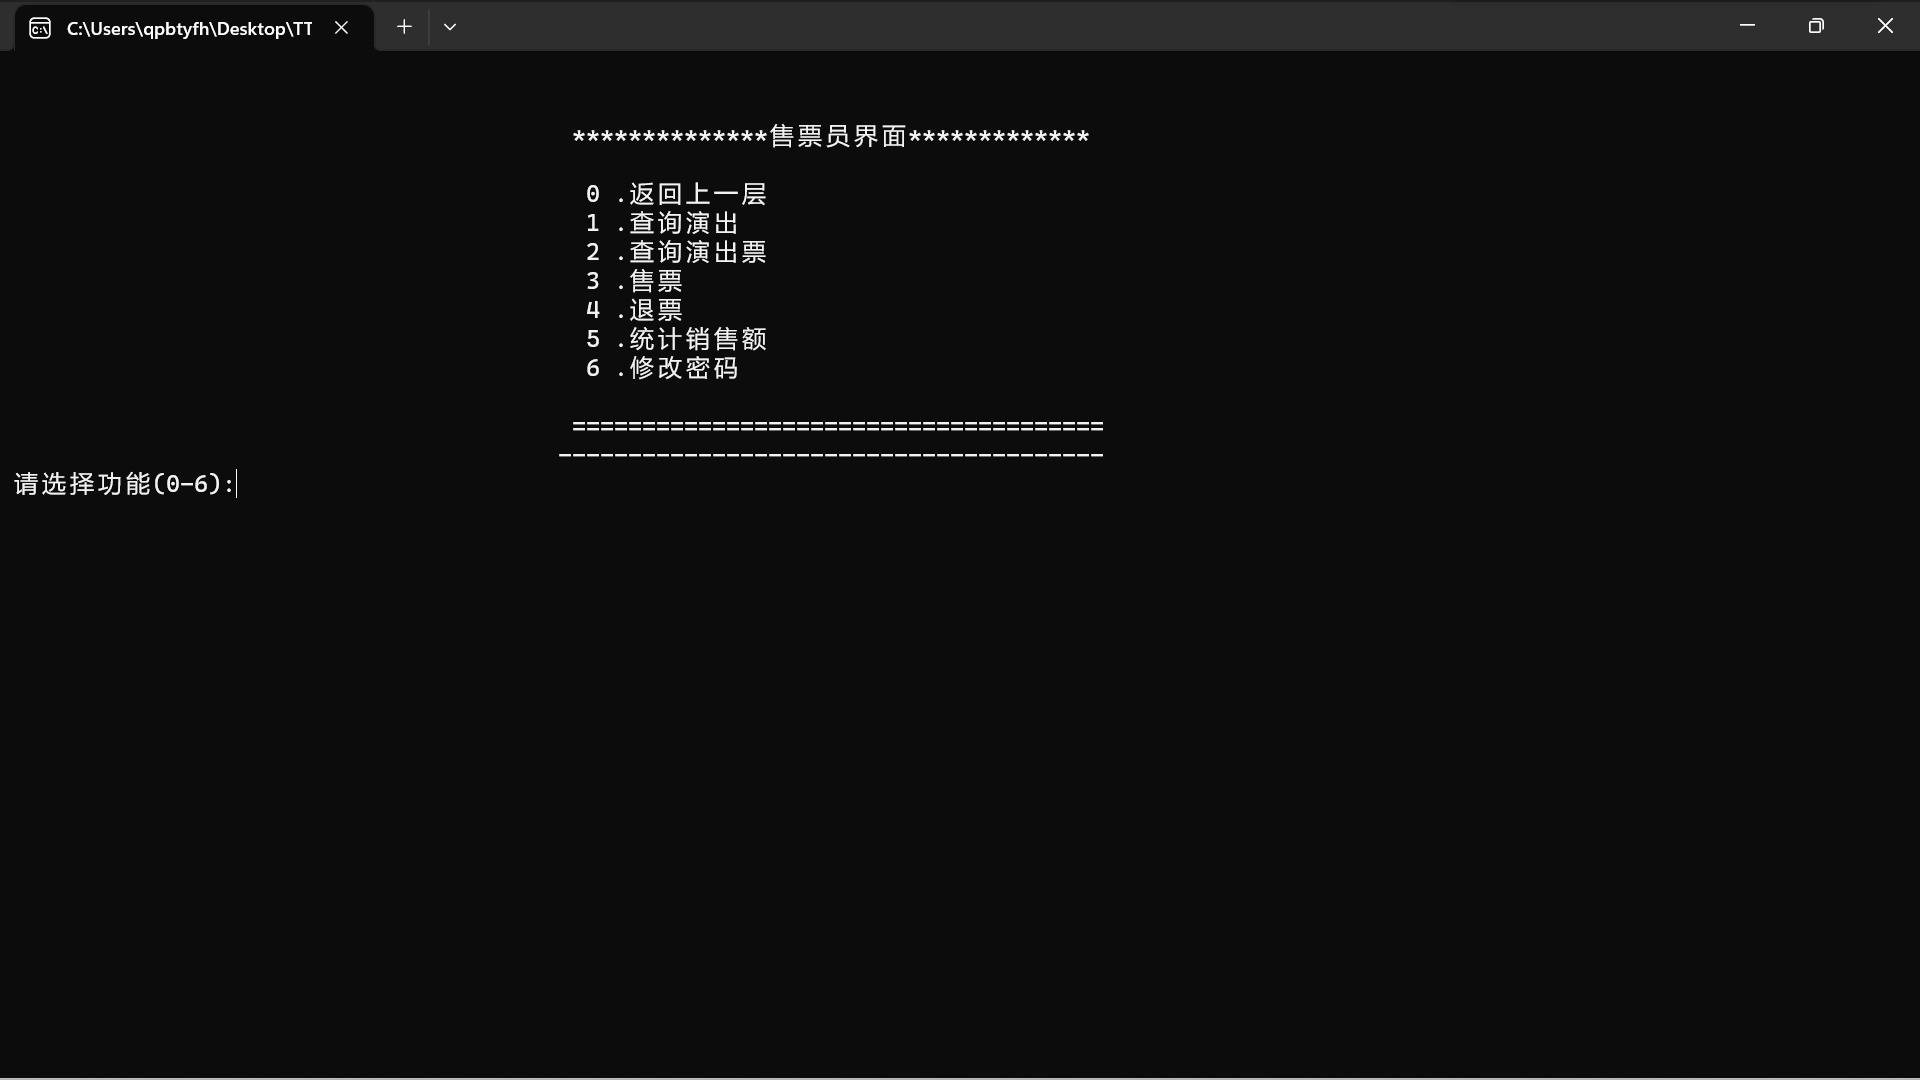 C:\Users\qpbtyfh\Desktop\TT
**************售票员界面*************
0 .返回上一层
1 .查询演出
2 .查询演出票
3 .售票
4 .退票
5 .统计销售额
6 .修改密码
======================================
---------------------------------------
请选择功能(0-6):